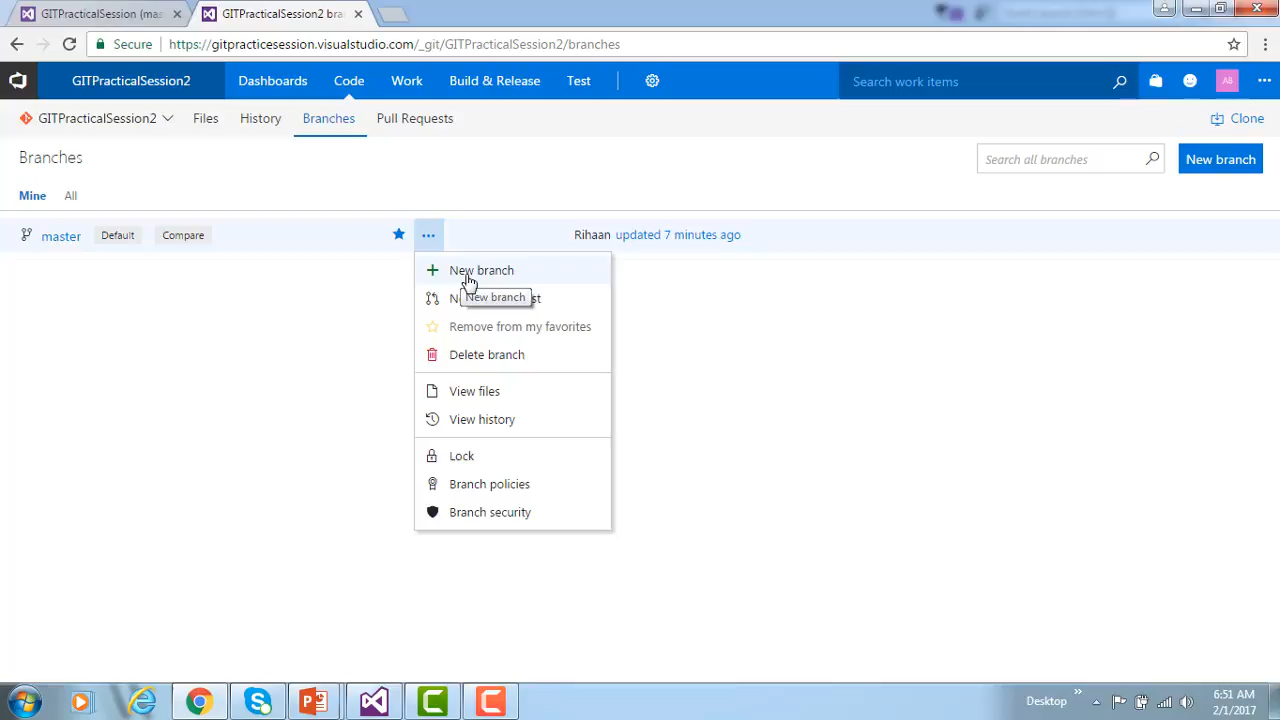 GITPracticalSession (mas
GITPracticalSession2 bra
Secure
https://gitpracticesession.visualstudio.com/_git/GITPracticalSession2/branches
GITPracticalSession2
Dashboards
Code
Work
Build & Release
Test
Search work items
AB
GITPracticalSession2
Files
History
Branches
Pull Requests
Clone
Branches
Search all branches
New branch
Mine
All
master
Default
Compare
Rihaan updated 7 minutes ago
New branch
New branch
Remove from my favorites
Delete branch
View files
View history
Lock
Branch policies
Branch security
Desktop
6:51 AM
2/1/2017